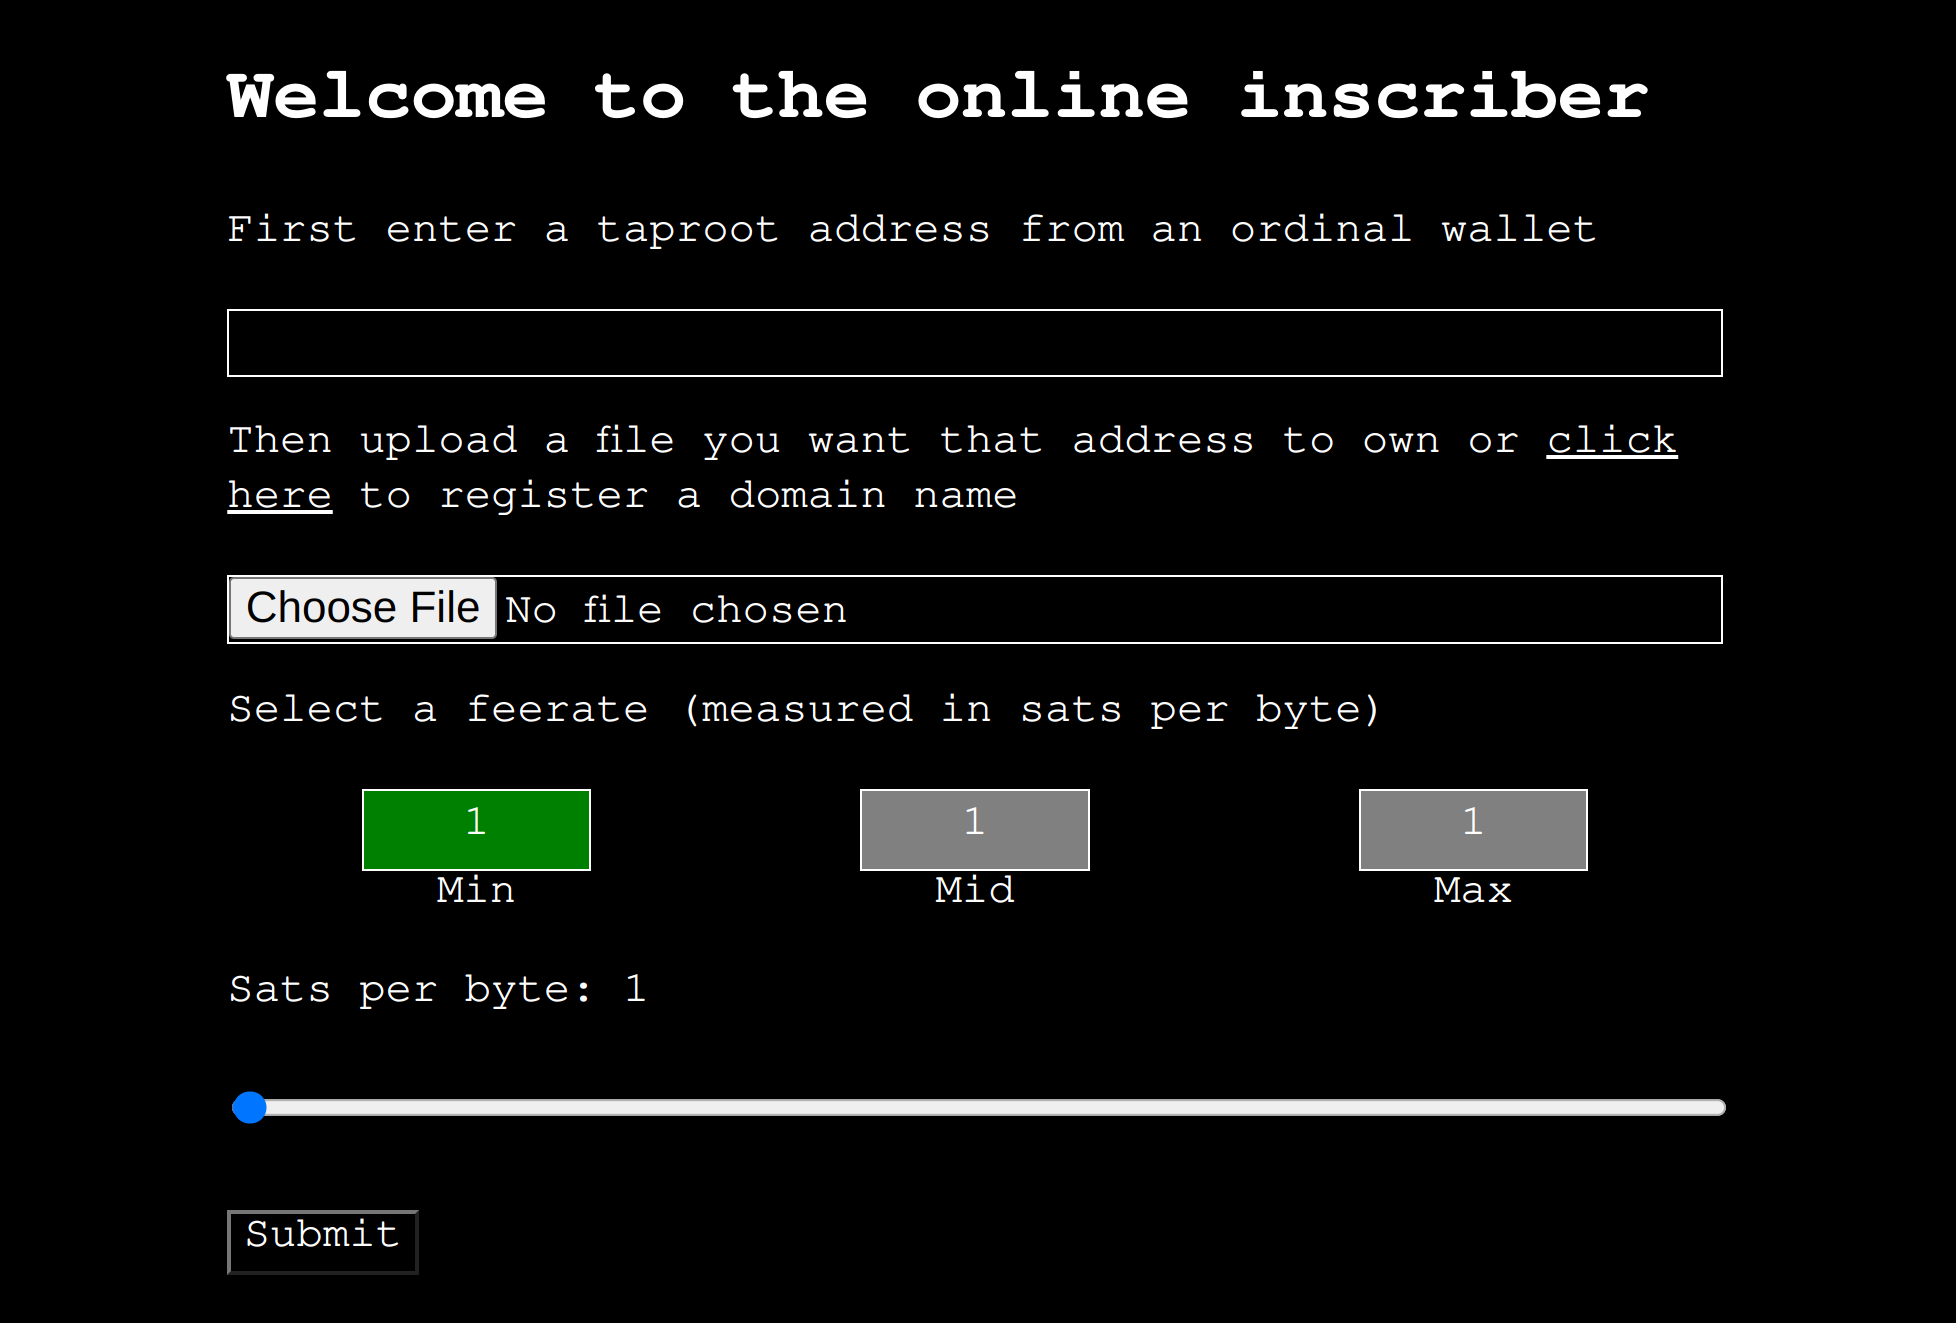 Welcome to the online inscriber
First enter a taproot address from an ordinal wallet
Then upload a file you want that address to own or click
here to register a domain name
Choose File No file chosen
Select a feerate (measured in sats per byte)
1 1 1
Min Mid Max
Sats per byte: 1
Submit